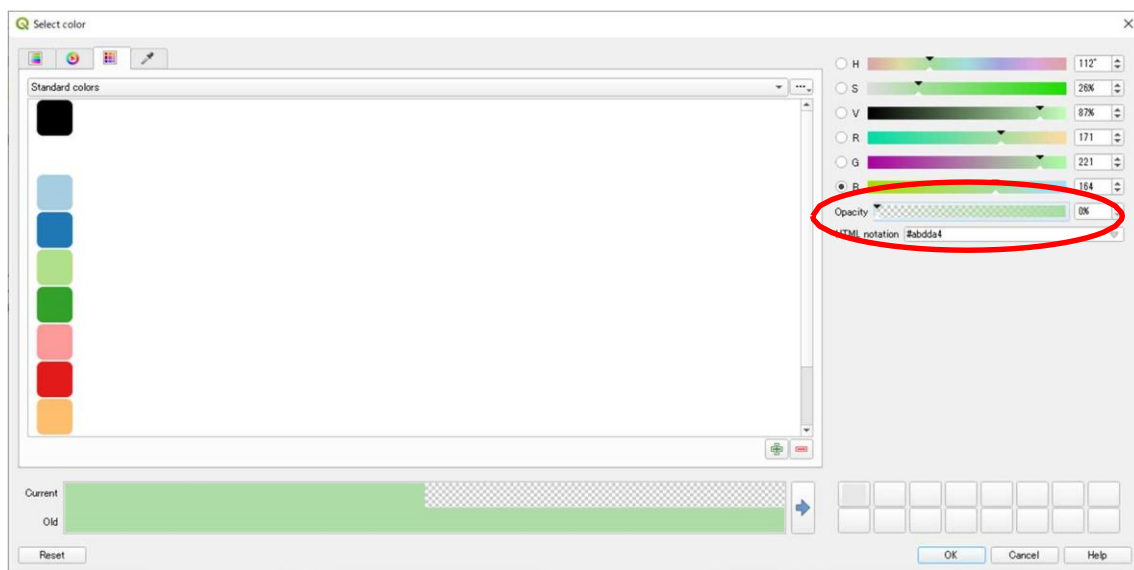 Select color
Standard colors
H 112°
S 26%
V 87%
R 171
G 221
B 164
Opacity 0%
HTML notation #abdda4
Current
Old
Reset
OK Cancel Help